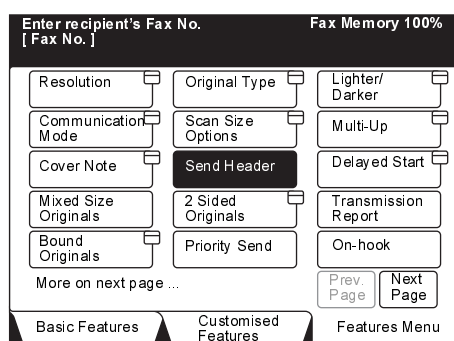 Enter recipient's Fax No. Fax Memory 100%
[ Fax No. ]
Resolution
Original Type
Lighter/
Darker
Communication
Mode
Scan Size
Options
Multi-Up
Cover Note
Send Header
Delayed Start
Mixed Size
Originals
2 Sided
Originals
Transmission
Report
Bound
Originals
Priority Send
On-hook
More on next page ...
Prev.
Page
Next
Page
Basic Features
Customised
Features
Features Menu